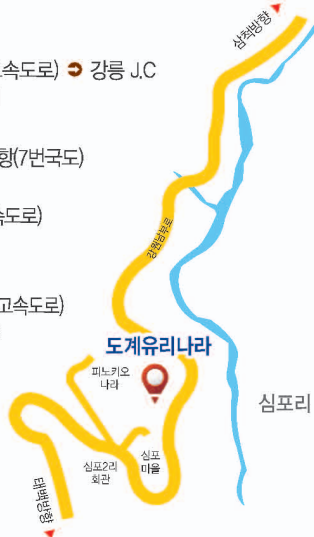 삼척방향
속도로) ➲ 강릉 J.C
항(7번국도)
속도로)
강원남부로
고속도로)
도계유리나라
피노키오
나라
심포리
심포2리
회관
심포
마을
태백방향